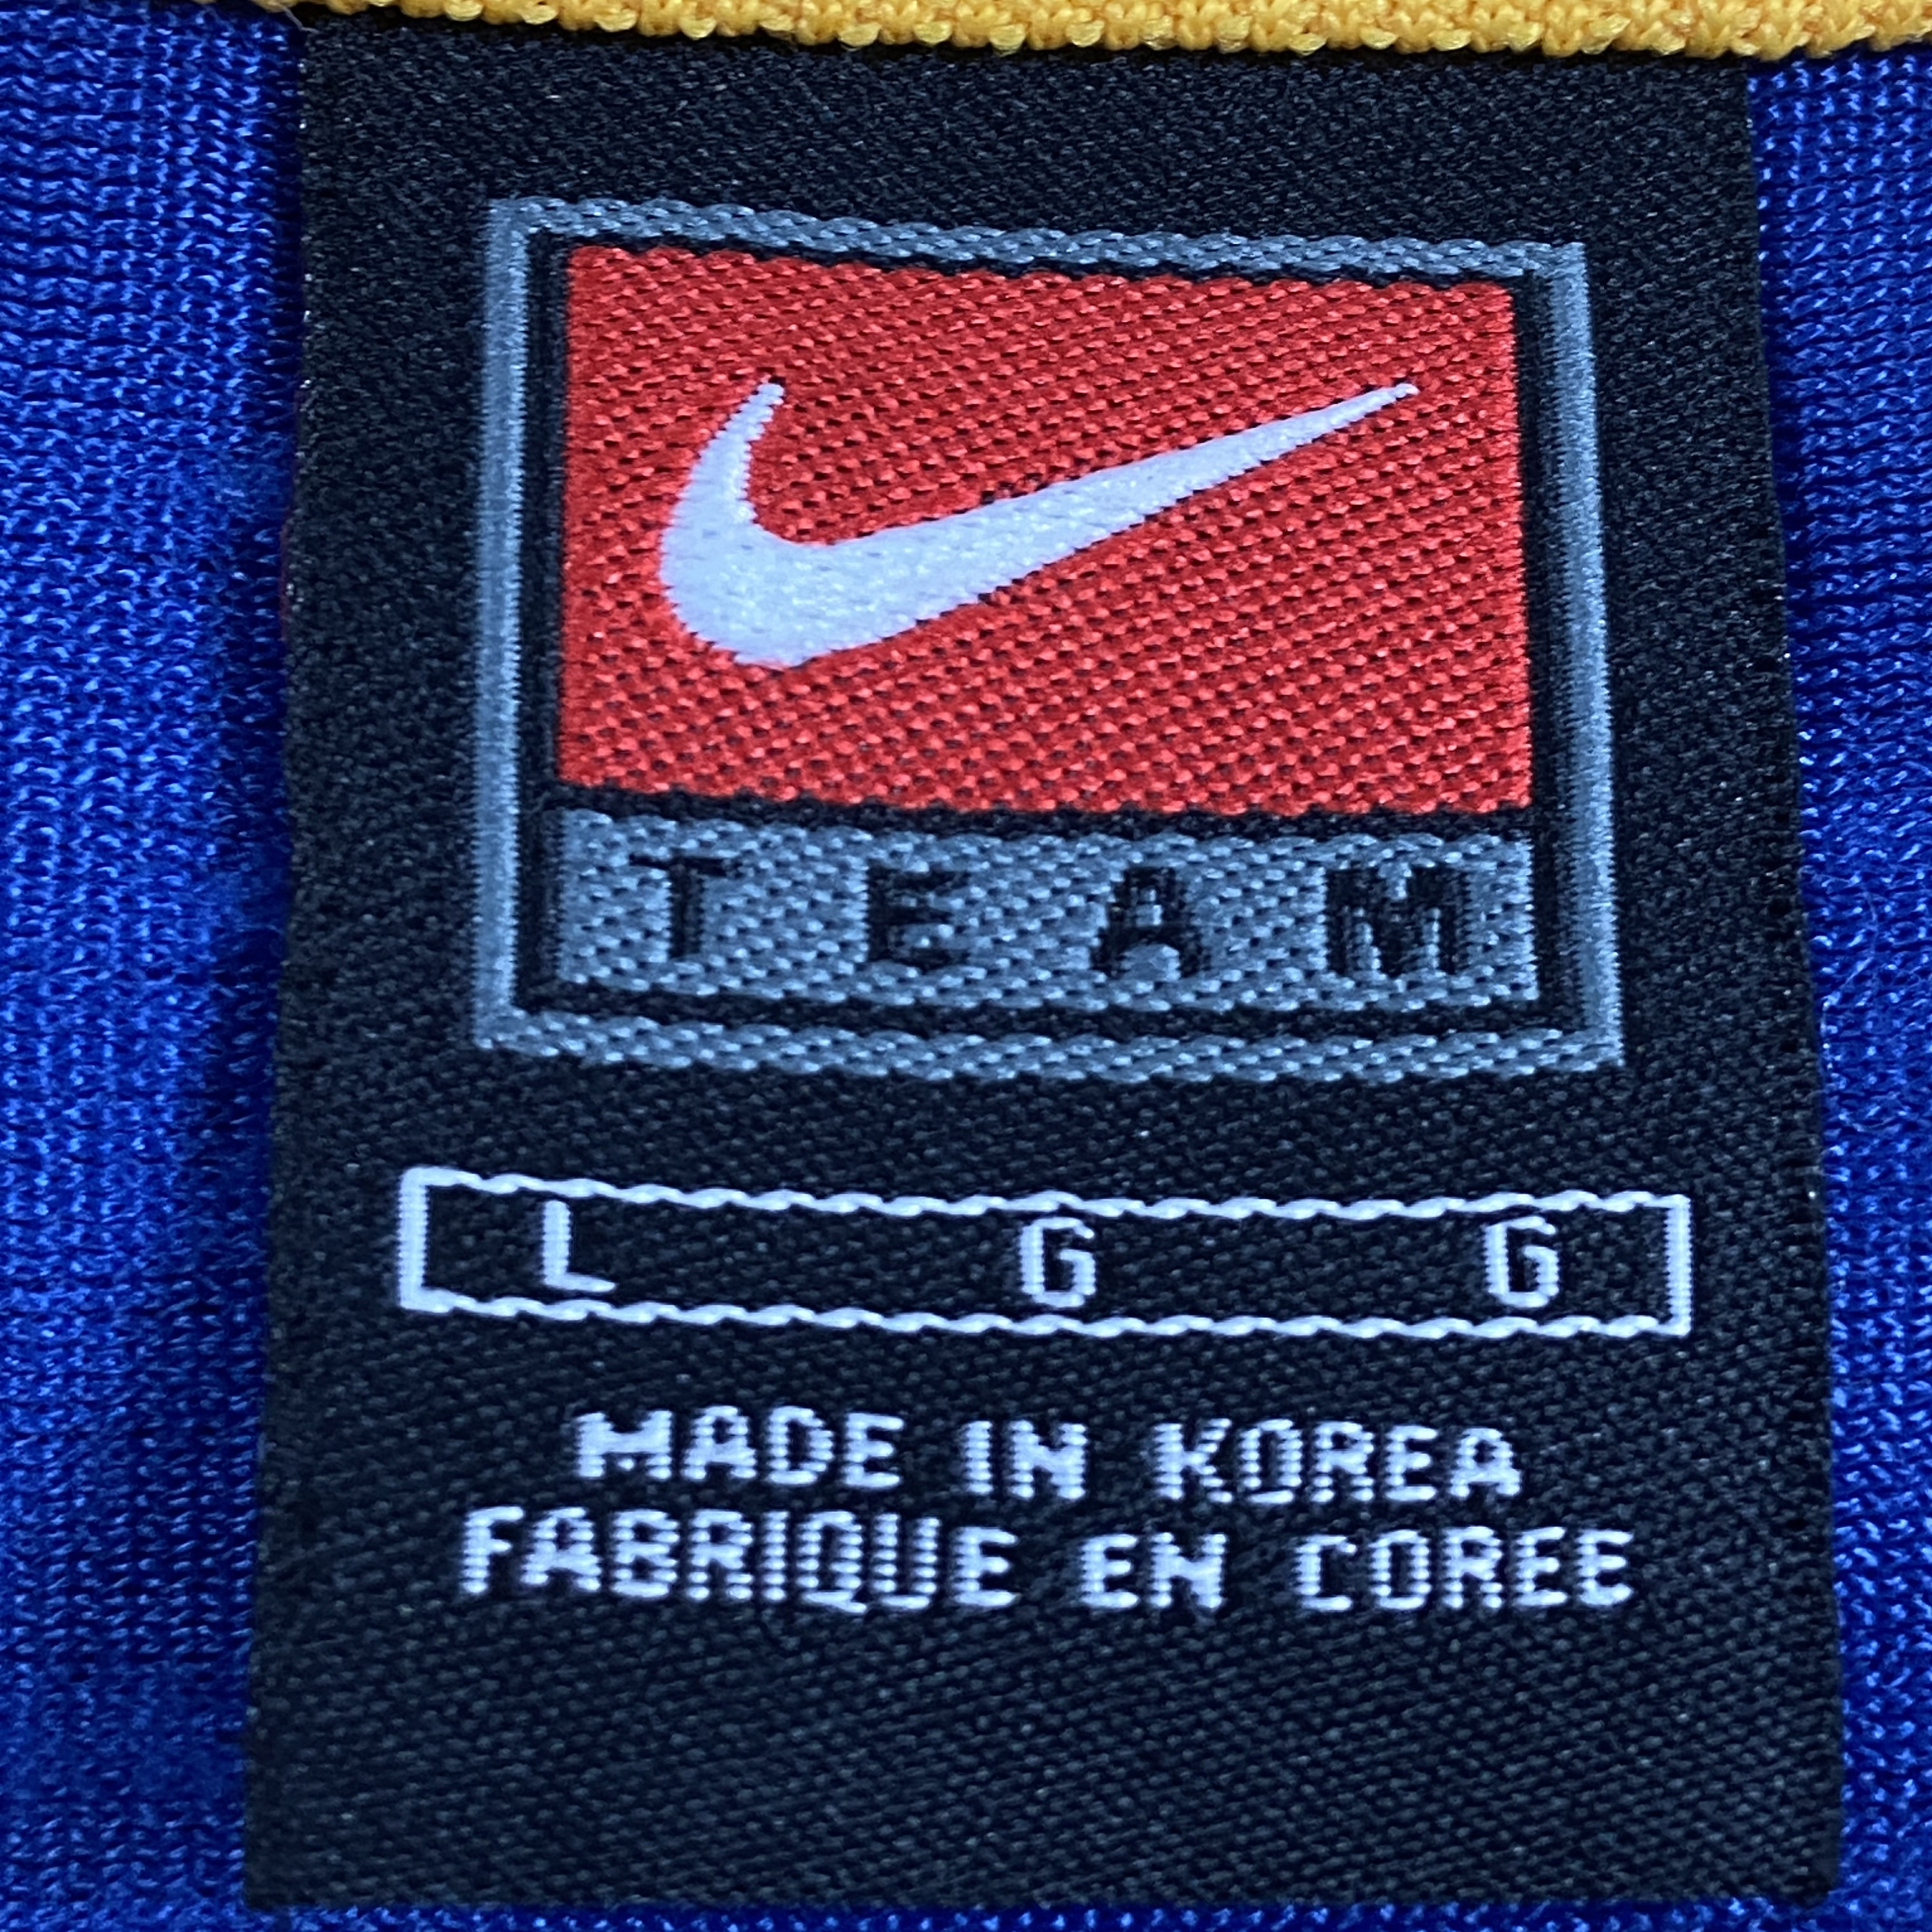 TEAM
L G G
MADE IN KOREA
FABRIQUE EN COREE